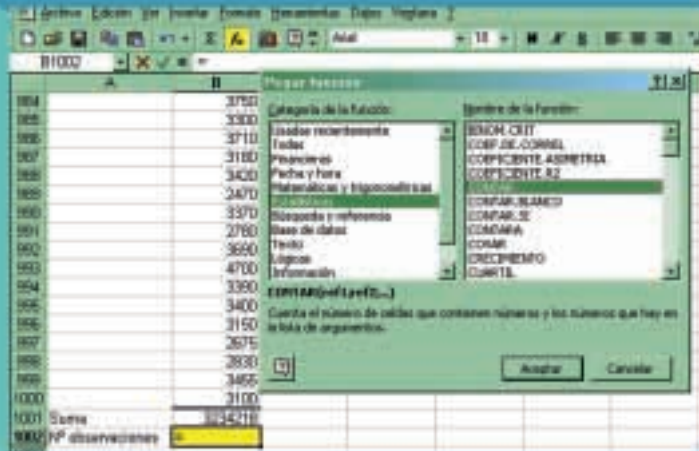 Archivo Edición Ver Insertar Formato Herramientas Datos Ventana ?
Arial 10 N K S
B1002 =
A B
984 3750
985 3300
986 3710
987 3180
988 3420
989 2470
990 3370
991 2780
992 3690
993 4700
994 3390
995 3400
996 3150
997 2675
998 2830
999 3465
1000 3100
1001 Suma 3234218
1002 Nº observaciones =
Pegar función
Categoría de la función: Nombre de la función:
Usadas recientemente
Todas
Financieras
Fecha y hora
Matemáticas y trigonométricas
Estadísticas
Búsqueda y referencia
Base de datos
Texto
Lógicas
Información
BINOM.CRIT
COEF.DE.CORREL
COEFICIENTE.ASIMETRIA
COEFICIENTE.R2
CONTAR
CONTAR.BLANCO
CONTAR.SI
CONTARA
COVAR
CRECIMIENTO
CUARTIL
CONTAR(ref1;ref2;...)
Cuenta el número de celdas que contienen números y los números que hay en
la lista de argumentos.
Aceptar Cancelar